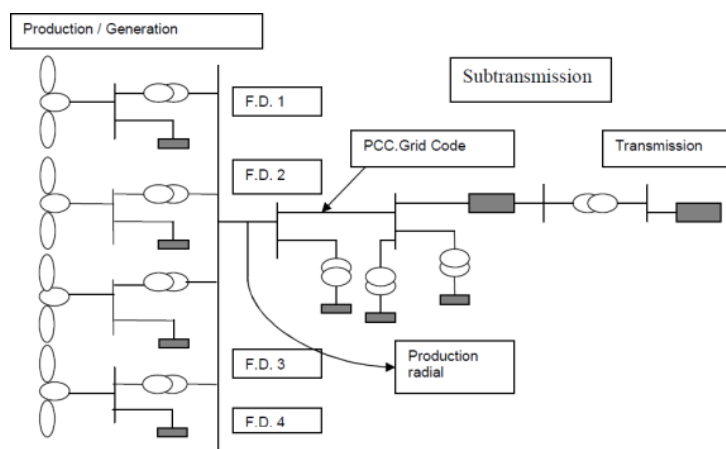 Production / Generation
Subtransmission
F.D. 1
PCC.Grid Code
Transmission
F.D. 2
Production
radial
F.D. 3
F.D. 4